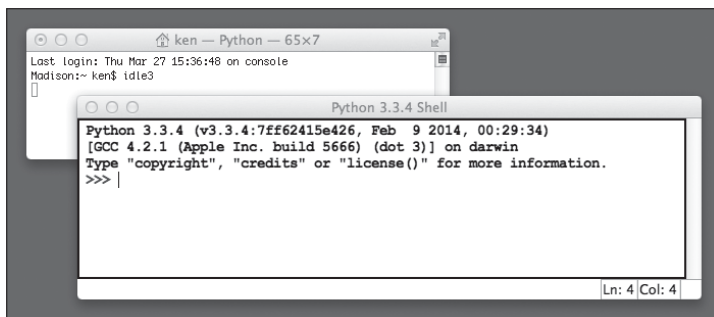 ken — Python — 65×7
Last login: Thu Mar 27 15:36:48 on console
Madison:~ ken$ idle3
Python 3.3.4 Shell
Python 3.3.4 (v3.3.4:7ff62415e426, Feb  9 2014, 00:29:34)
[GCC 4.2.1 (Apple Inc. build 5666) (dot 3)] on darwin
Type "copyright", "credits" or "license()" for more information.
>>>
Ln: 4 Col: 4